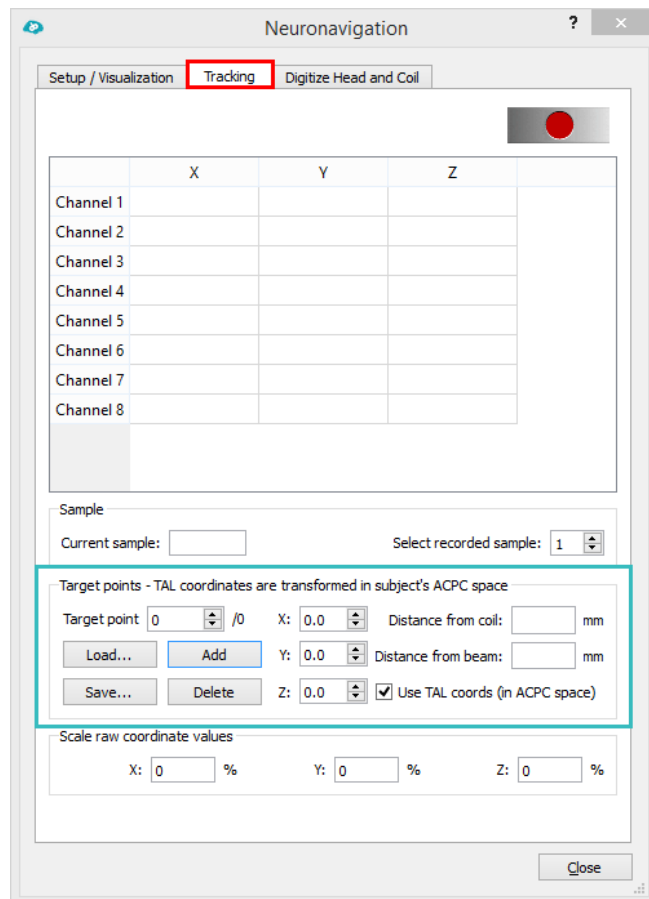 Neuronavigation ? ×
Setup / Visualization Tracking Digitize Head and Coil
X Y Z
Channel 1
Channel 2
Channel 3
Channel 4
Channel 5
Channel 6
Channel 7
Channel 8
Sample
Current sample: Select recorded sample: 1
Target points - TAL coordinates are transformed in subject's ACPC space
Target point 0 /0 X: 0.0 Distance from coil: mm
Load... Add Y: 0.0 Distance from beam: mm
Save... Delete Z: 0.0 Use TAL coords (in ACPC space)
Scale raw coordinate values
X: 0 % Y: 0 % Z: 0 %
Close